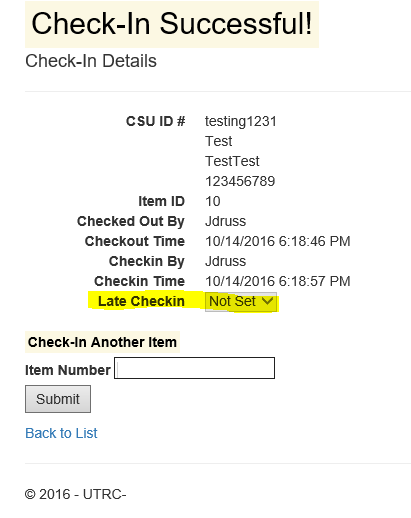 Check-In Successful!
Check-In Details
CSU ID # testing1231
Test
TestTest
123456789
Item ID 10
Checked Out By Jdruss
Checkout Time 10/14/2016 6:18:46 PM
Checkin By Jdruss
Checkin Time 10/14/2016 6:18:57 PM
Late Checkin Not Set
Check-In Another Item
Item Number
Submit
Back to List
© 2016 - UTRC-